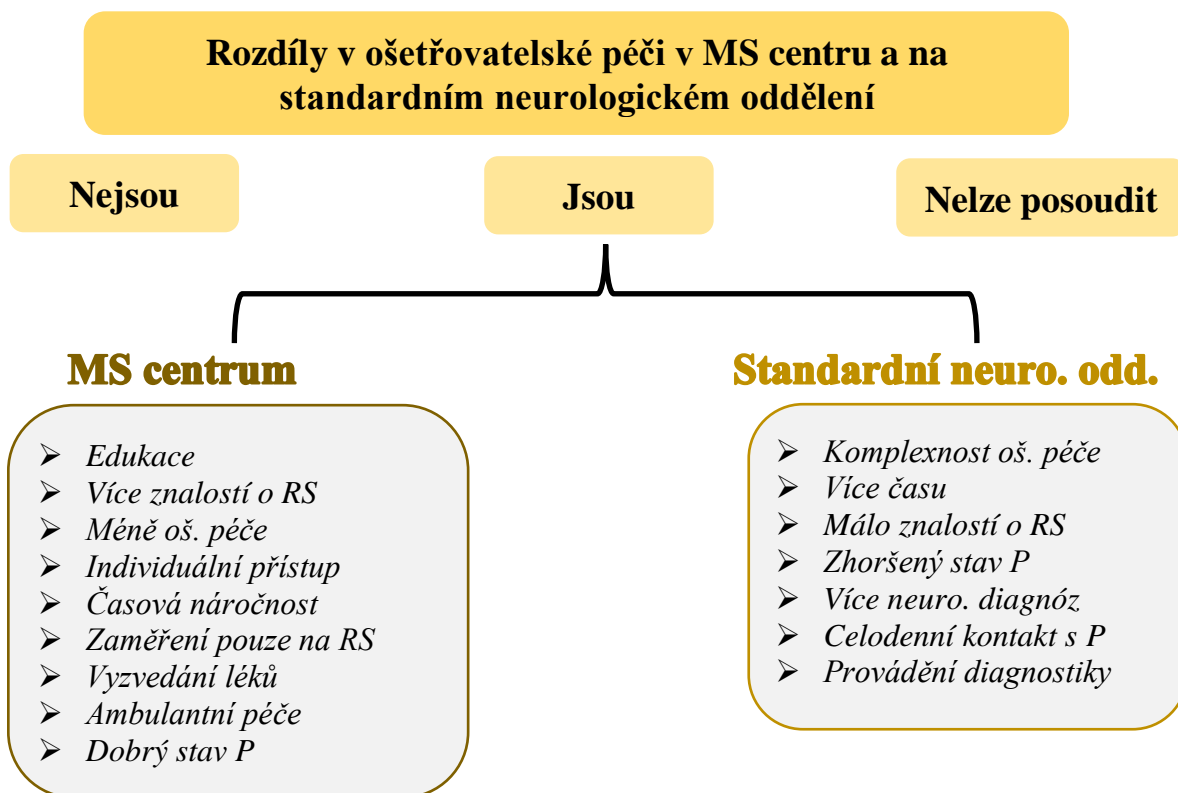 Rozdíly v ošetřovatelské péči v MS centru a na
standardním neurologickém oddělení
Nejsou
Jsou
Nelze posoudit
MS centrum
Edukace
Více znalostí o RS
Méně oš. péče
Individuální přístup
Časová náročnost
Zaměření pouze na RS
Vyzvedání léků
Ambulantní péče
Dobrý stav P
Standardní neuro. odd.
Komplexnost oš. péče
Více času
Málo znalostí o RS
Zhoršený stav P
Více neuro. diagnóz
Celodenní kontakt s P
Provádění diagnostiky